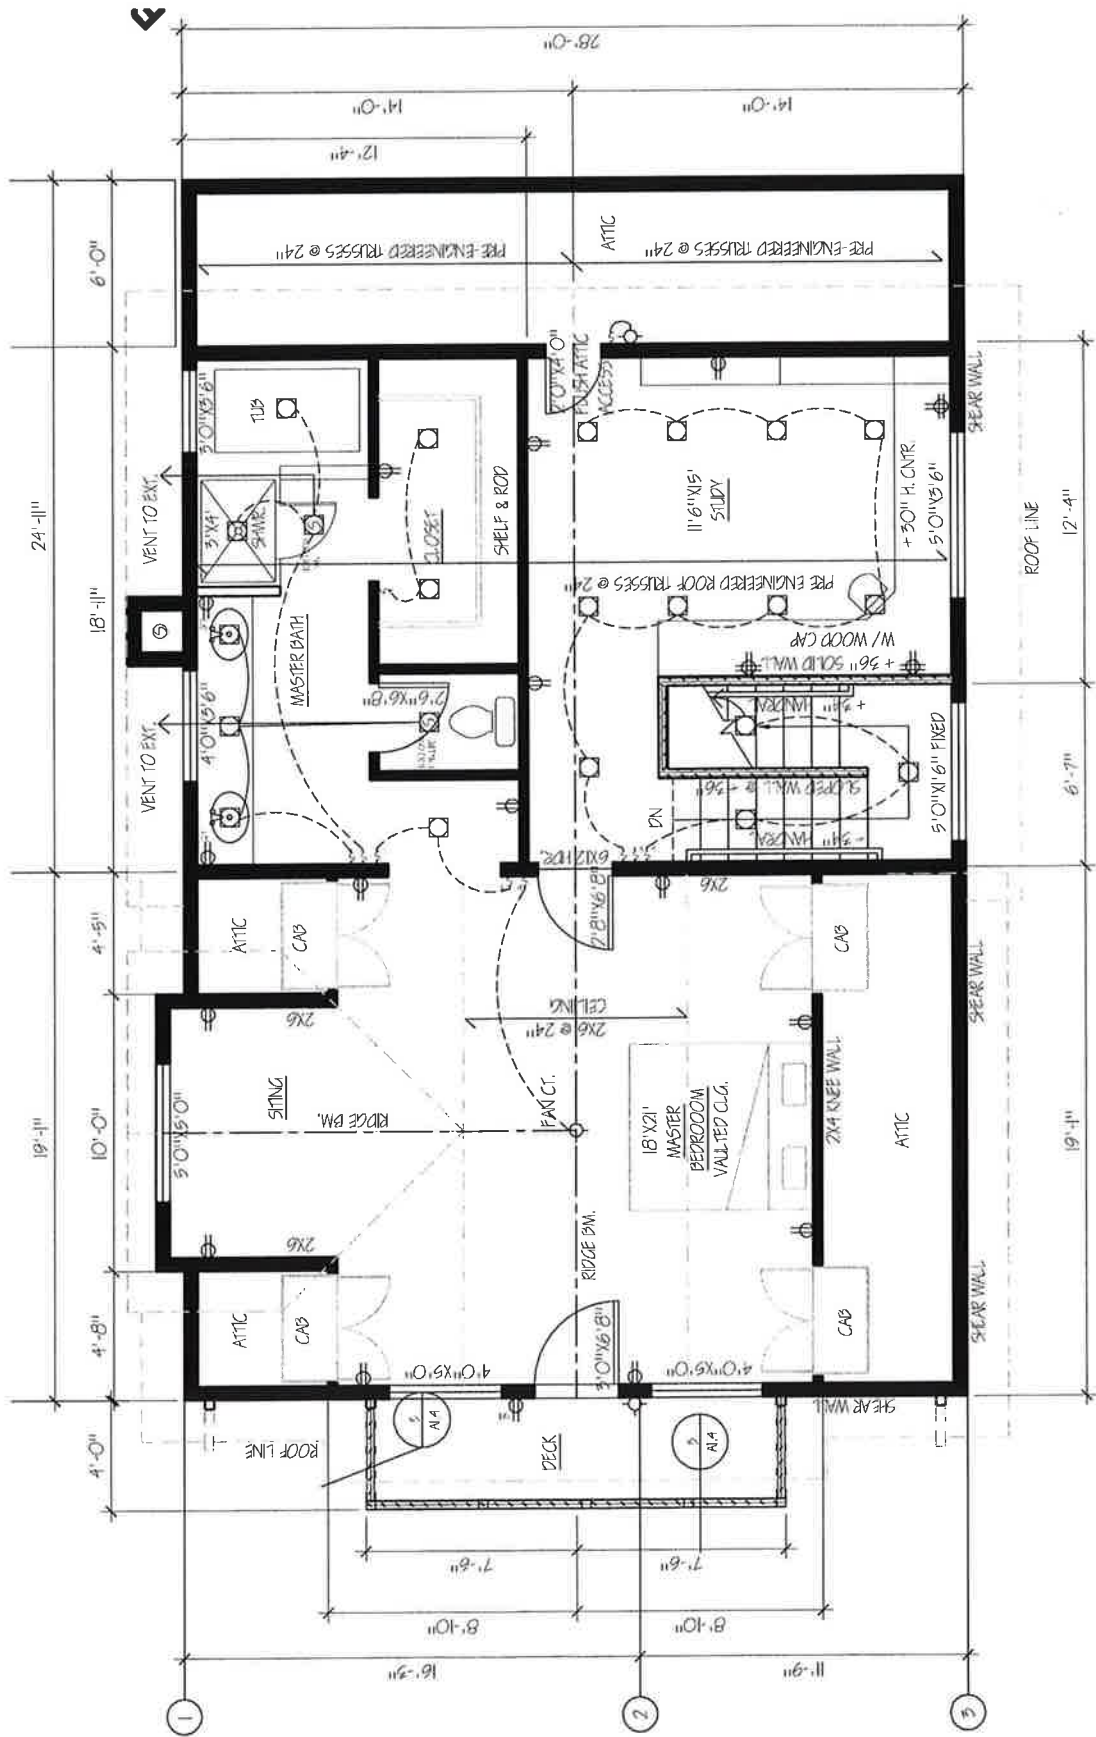 28'-0"
14'-0"
14'-0"
12'-4"
24'-11"
6'-0"
18'-11"
19'-1"
4'-5"
10'-0"
4'-8"
4'-0"
PRE-ENGINEERED TRUSSES @ 24"
PRE-ENGINEERED TRUSSES @ 24"
ATTIC
VENT TO EXT.
VENT TO EXT.
3'0"X3'6"
TUB
3'X4'
SHWR.
S
S
S
4'0"X3'6"
MASTER BATH
CLOSET
SHELF & ROD
2'6"X6'8"
2'0"X4'0"
FLUSH ATTIC
ACCESS
11'6"X15'
STUDY
PRE ENGINEERED ROOF TRUSSES @ 24"
+30" H. CNTR.
5'0"X3'6"
SHEAR WALL
ROOF LINE
12'-4"
6'-7"
19'-1"
+ 36" SOLID WALL
W/ WOOD CAP
+
-34" HANDRA
SLOPED WALL @ +36"
-34" HANDRA
DN
5'0"X1'6" FIXED
6X12 HDR.
2'8"X6'8"
2X6
ATTIC
CAB
2X6
SITING
RIDGE BM.
5'0"X5'0"
2X6
ATTIC
CAB
2X6 @ 24"
CEILING
FAN CT.
18'X21'
MASTER
BEDROOOM
VAULTED CLG.
RIDGE BM.
2X4 KNEE WALL
ATTIC
CAB
CAB
SHEAR WALL
SHEAR WALL
SHEAR WALL
4'0"X5'0"
3'0"X6'8"
4'0"X5'0"
ROOF LINE
DECK
3
A1.4
3
A1.4
7'-6"
7'-6"
8'-10"
8'-10"
16'-3"
11'-9"
1
2
3